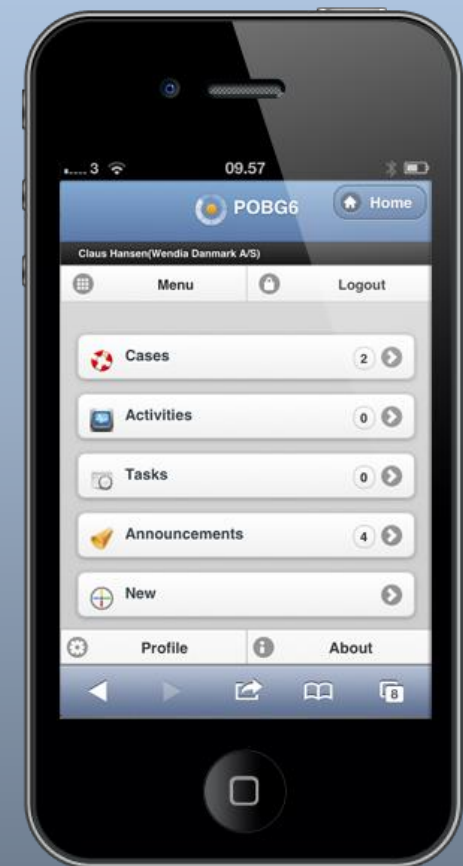 3 09.57
POBG6 Home
Claus Hansen(Wendia Danmark A/S)
Menu Logout
Cases 2
Activities 0
Tasks 0
Announcements 4
New
Profile About
8